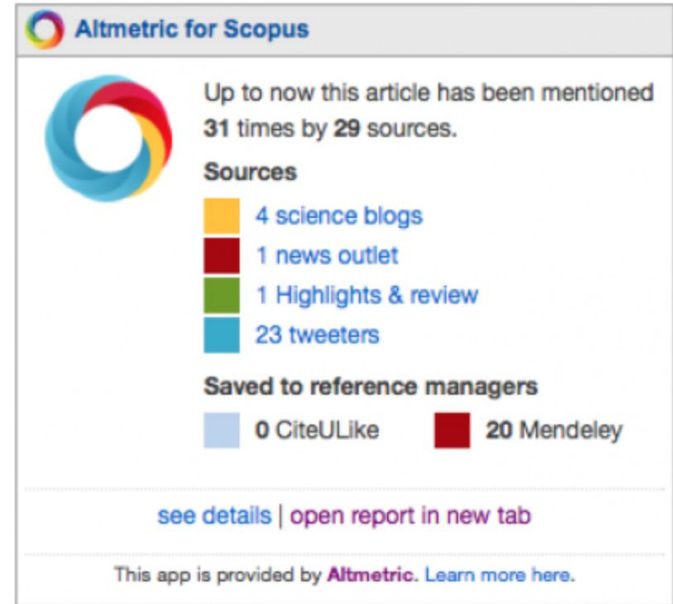 Altmetric for Scopus
Up to now this article has been mentioned
31 times by 29 sources.
Sources
4 science blogs
1 news outlet
1 Highlights & review
23 tweeters
Saved to reference managers
0 CiteULike 20 Mendeley
see details | open report in new tab
This app is provided by Altmetric. Learn more here.